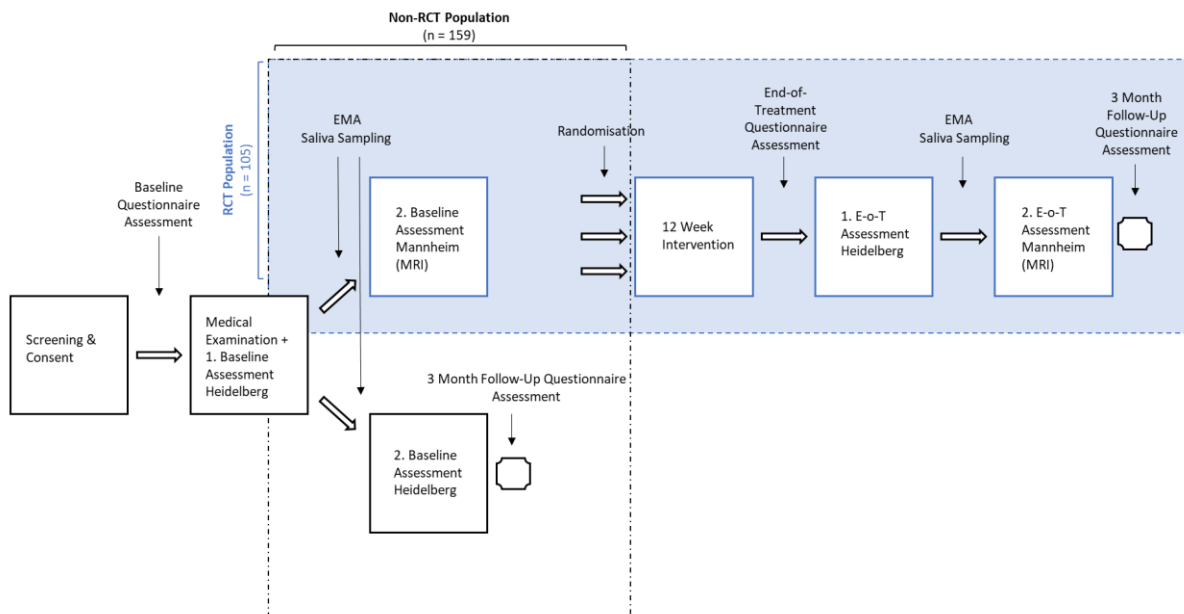 Non-RCT Population
(n = 159)
RCT Population
(n = 105)
EMA
Saliva Sampling
Randomisation
End-of-
Treatment
Questionnaire
Assessment
EMA
Saliva Sampling
3 Month
Follow-Up
Questionnaire
Assessment
Baseline
Questionnaire
Assessment
2. Baseline
Assessment
Mannheim
(MRI)
12 Week
Intervention
1. E-o-T
Assessment
Heidelberg
2. E-o-T
Assessment
Mannheim
(MRI)
Screening &
Consent
Medical
Examination +
1. Baseline
Assessment
Heidelberg
3 Month Follow-Up Questionnaire
Assessment
2. Baseline
Assessment
Heidelberg